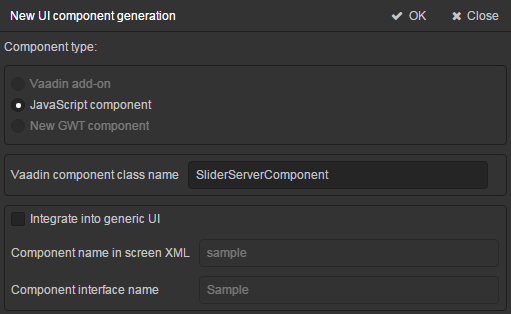 New UI component generation OK Close
Component type:
Vaadin add-on
JavaScript component
New GWT component
Vaadin component class name SliderServerComponent
Integrate into generic UI
Component name in screen XML sample
Component interface name Sample